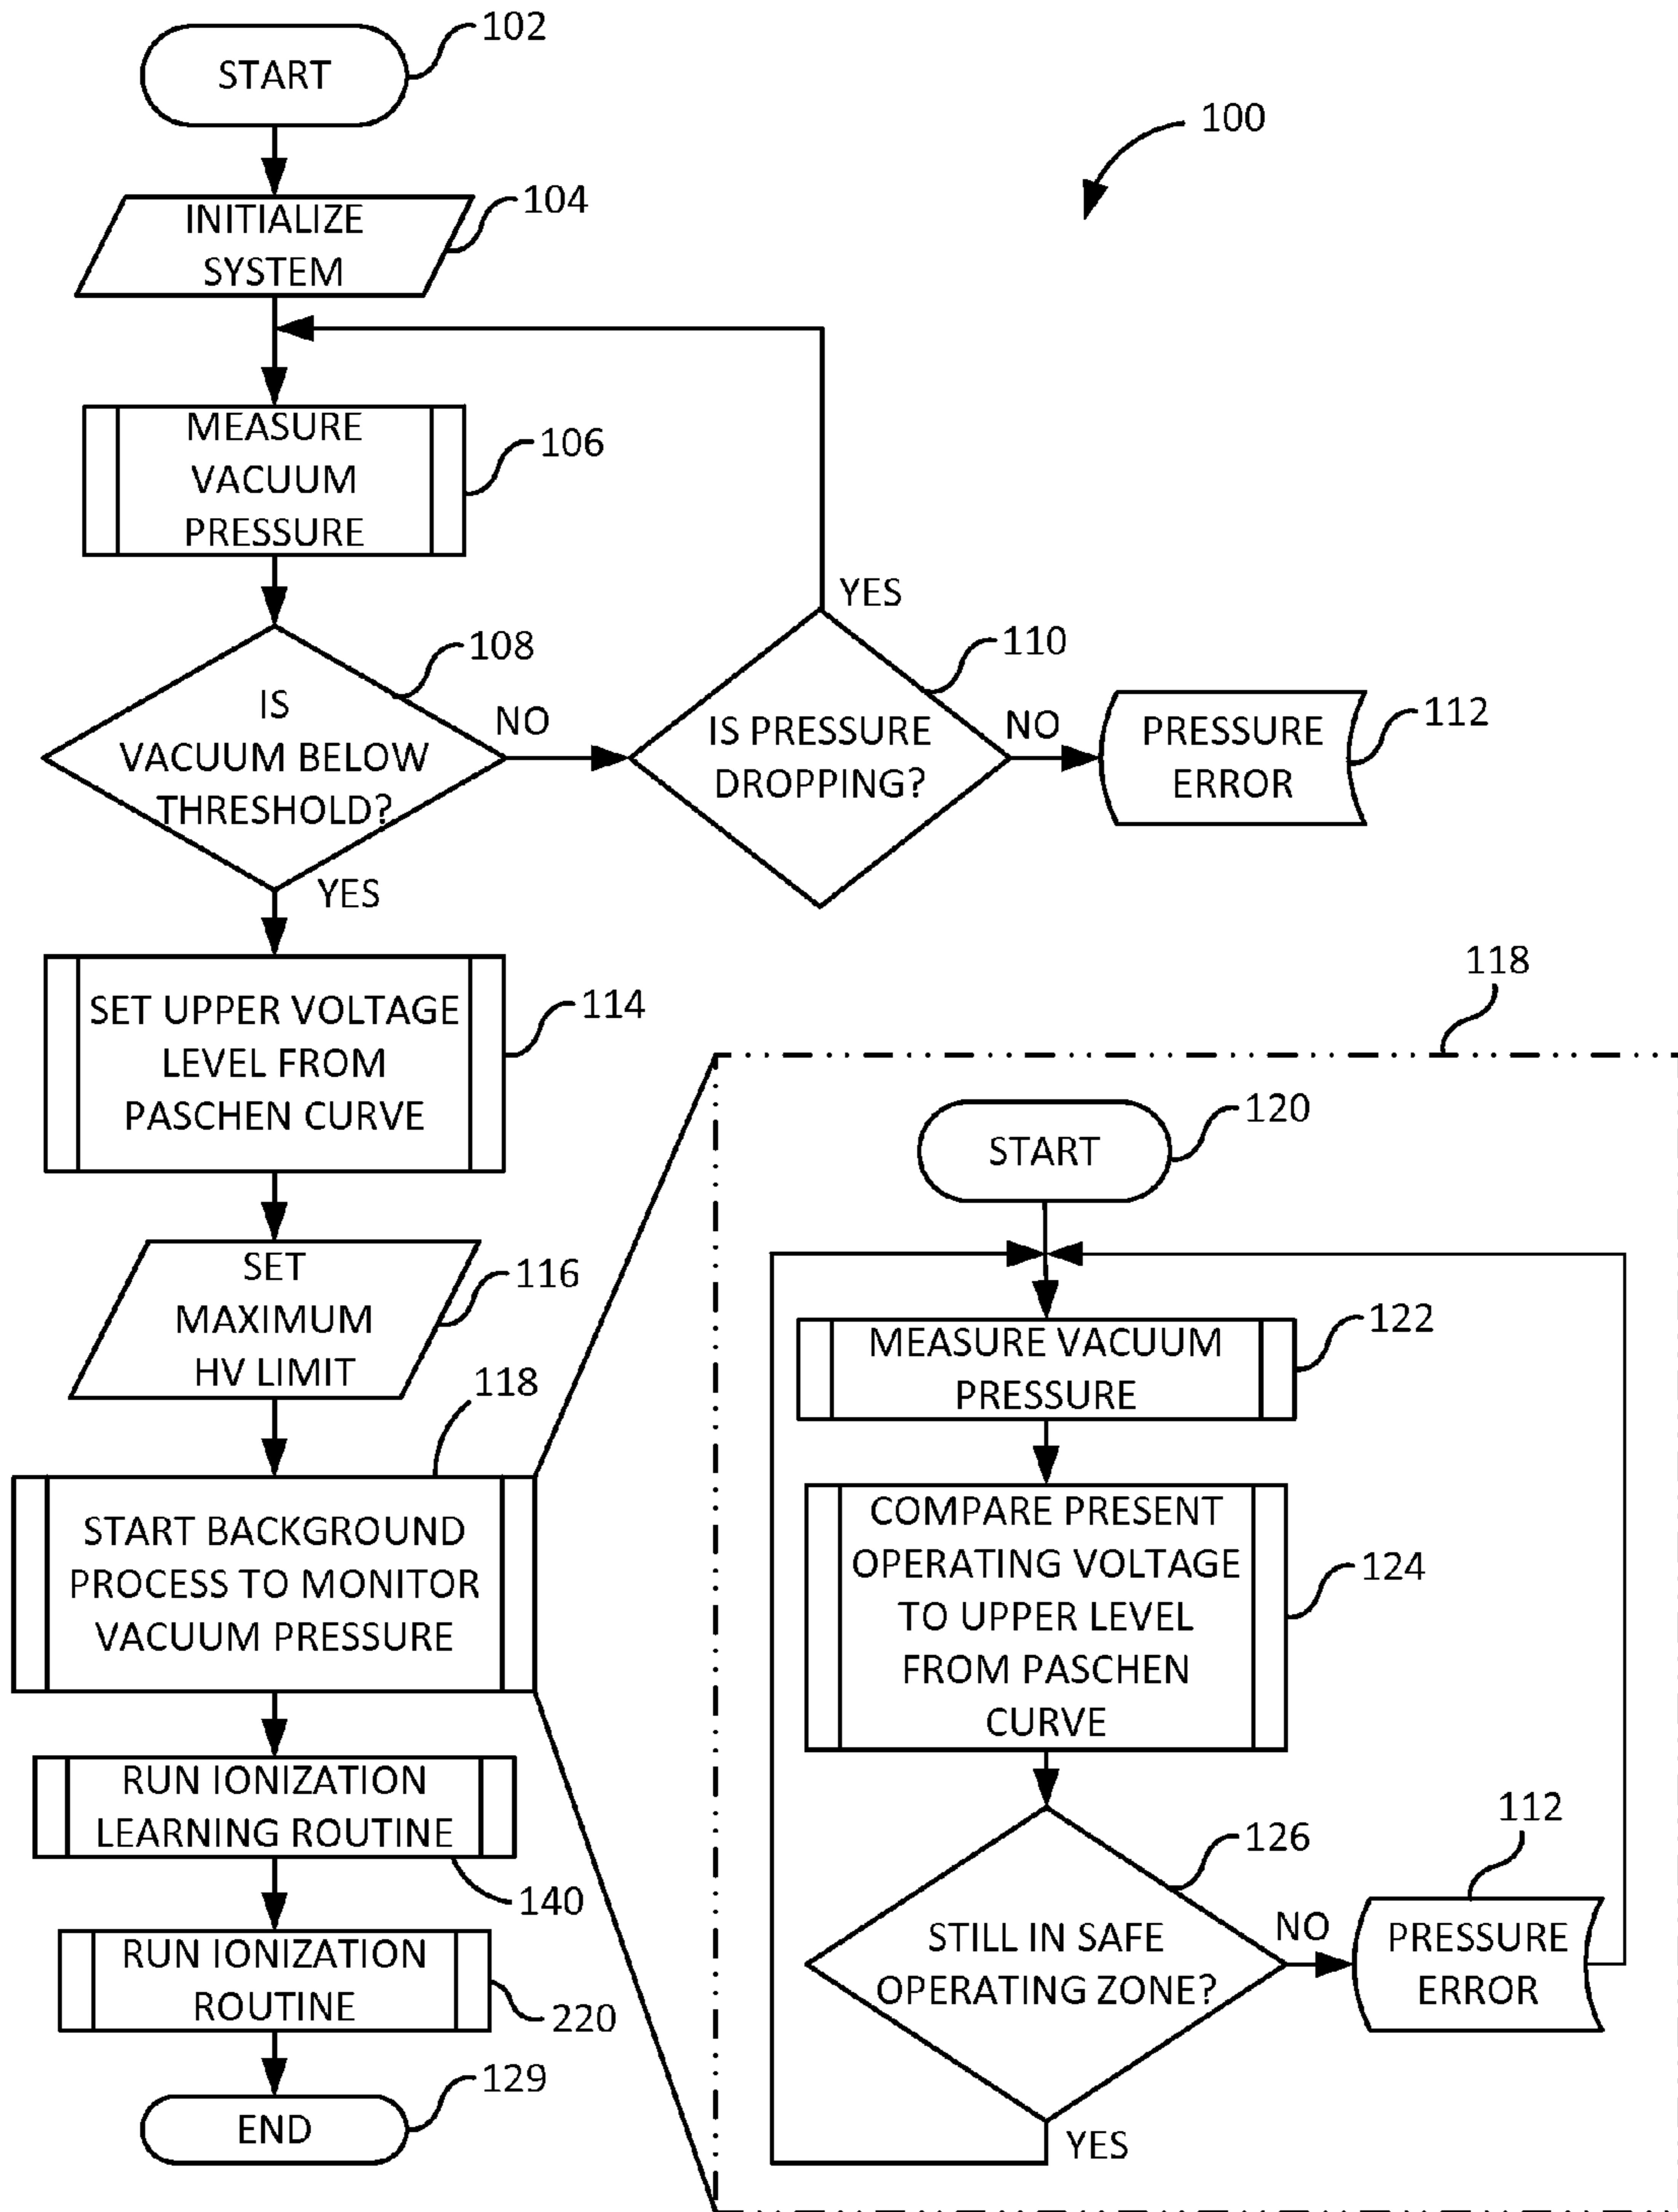 START
102
100
INITIALIZE
SYSTEM
104
MEASURE
VACUUM
PRESSURE
106
IS
VACUUM BELOW
THRESHOLD?
108
NO
YES
IS PRESSURE
DROPPING?
110
YES
NO
PRESSURE
ERROR
112
SET UPPER VOLTAGE
LEVEL FROM
PASCHEN CURVE
114
SET
MAXIMUM
HV LIMIT
116
START BACKGROUND
PROCESS TO MONITOR
VACUUM PRESSURE
118
RUN IONIZATION
LEARNING ROUTINE
140
RUN IONIZATION
ROUTINE
220
END
129
118
START
120
MEASURE VACUUM
PRESSURE
122
COMPARE PRESENT
OPERATING VOLTAGE
TO UPPER LEVEL
FROM PASCHEN
CURVE
124
STILL IN SAFE
OPERATING ZONE?
126
NO
YES
PRESSURE
ERROR
112